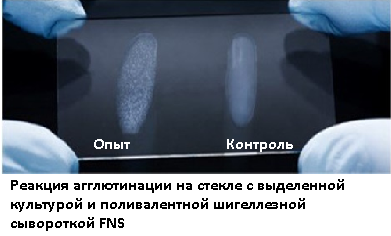 Опыт Контроль
Реакция агглютинации на стекле с выделенной
культурой и поливалентной шигеллезной
сывороткой FNS